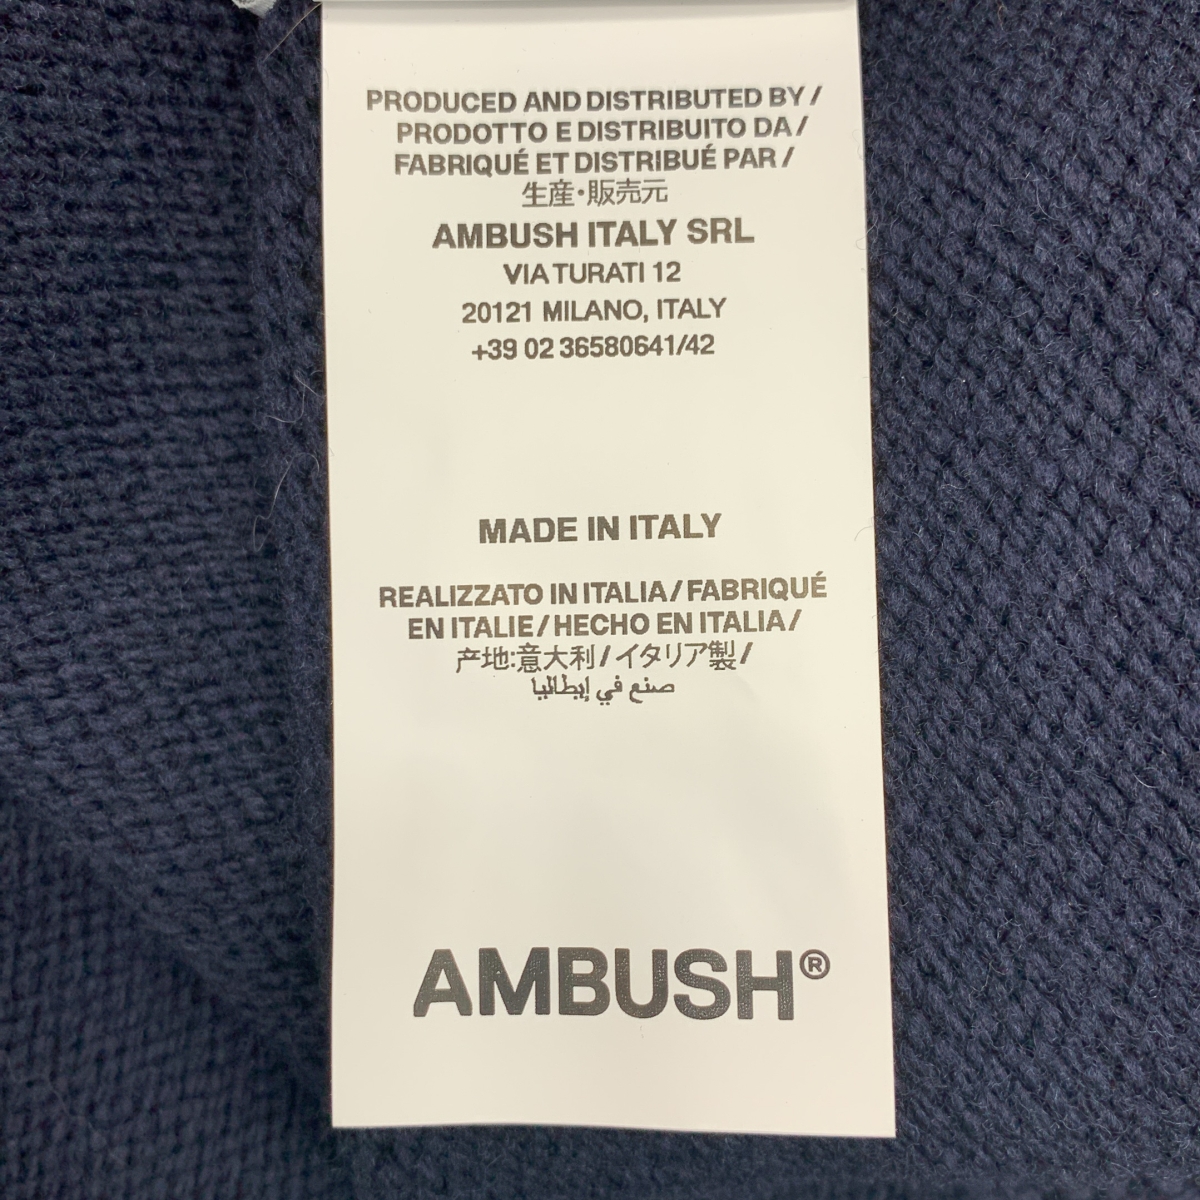 PRODUCED AND DISTRIBUTED BY /
PRODOTTO E DISTRIBUITO DA /
FABRIQUÉ ET DISTRIBUÉ PAR /
生産・販売元
AMBUSH ITALY SRL
VIA TURATI 12
20121 MILANO, ITALY
+39 02 36580641/42
MADE IN ITALY
REALIZZATO IN ITALIA / FABRIQUÉ
EN ITALIE / HECHO EN ITALIA /
产地:意大利 / イタリア製 /
صنع في إيطاليا
AMBUSH®